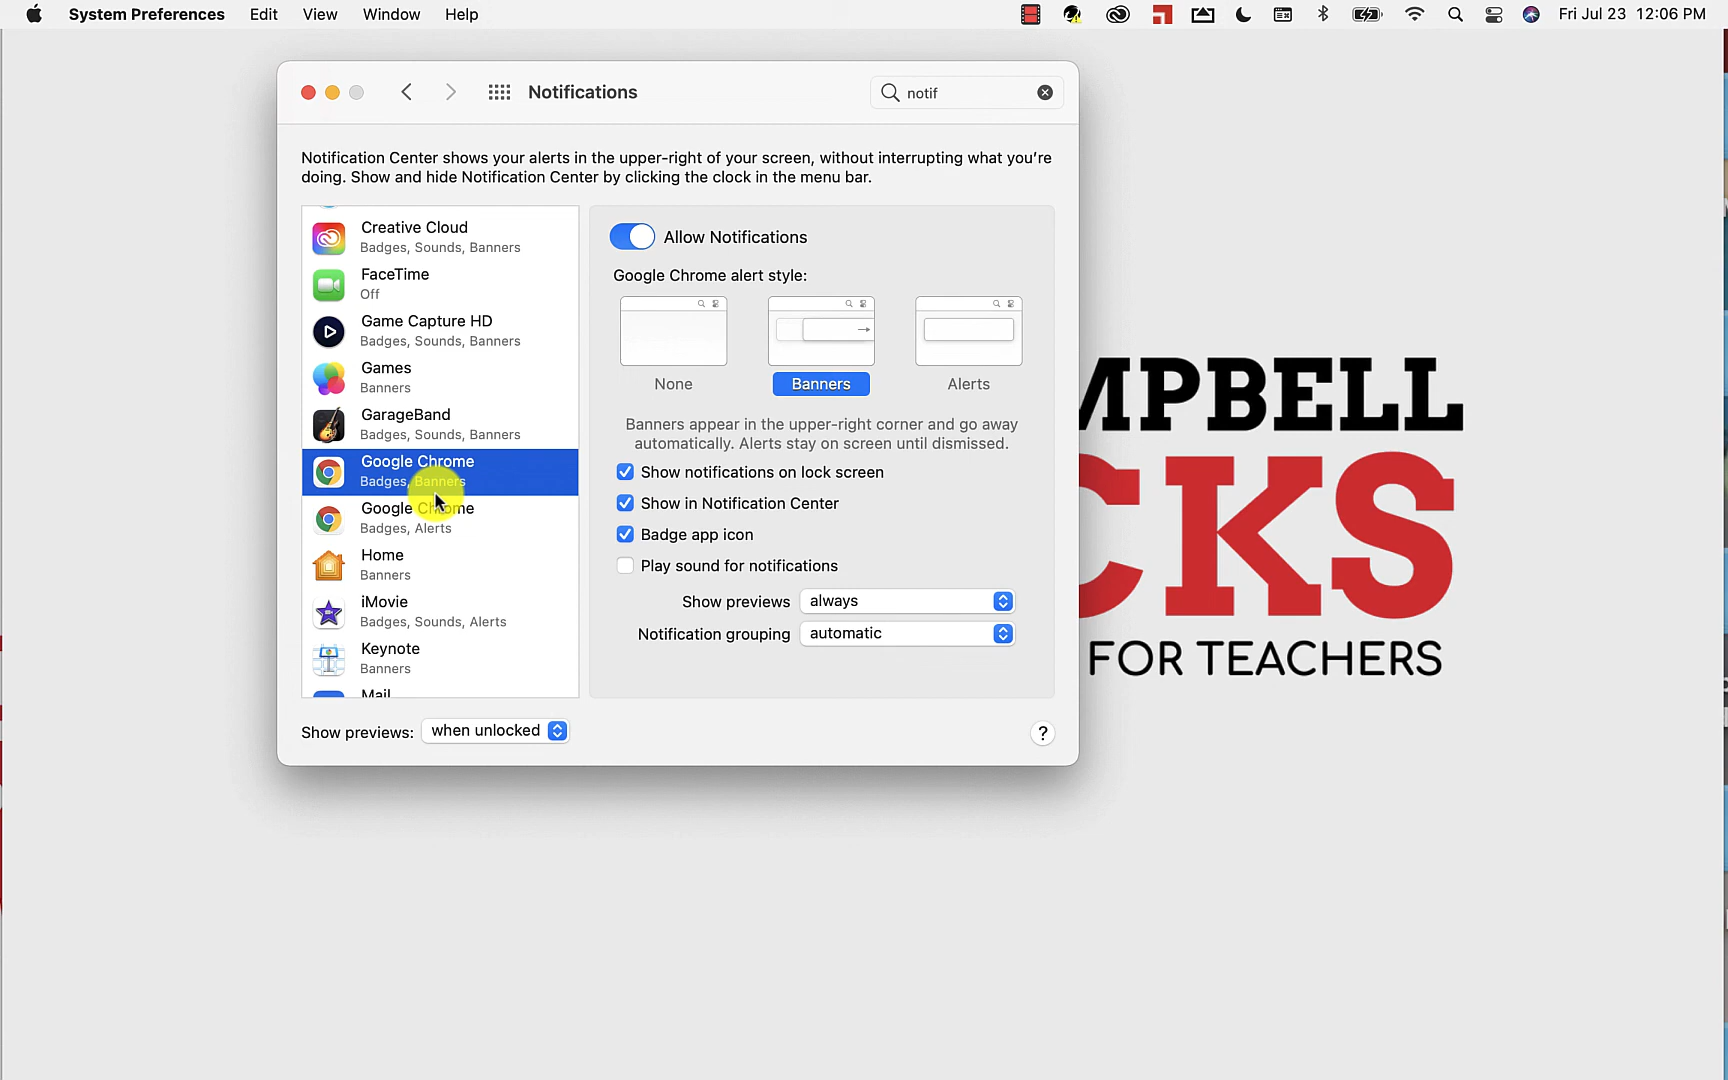 System Preferences Edit View Window Help Fri Jul 23 12:06 PM
Notifications
notif
Notification Center shows your alerts in the upper-right of your screen, without interrupting what you're
doing. Show and hide Notification Center by clicking the clock in the menu bar.
Creative Cloud
Badges, Sounds, Banners
FaceTime
Off
Game Capture HD
Badges, Sounds, Banners
Games
Banners
GarageBand
Badges, Sounds, Banners
Google Chrome
Badges, Banners
Google Chrome
Badges, Alerts
Home
Banners
iMovie
Badges, Sounds, Alerts
Keynote
Banners
Mail
Allow Notifications
Google Chrome alert style:
None Banners Alerts
Banners appear in the upper-right corner and go away
automatically. Alerts stay on screen until dismissed.
Show notifications on lock screen
Show in Notification Center
Badge app icon
Play sound for notifications
Show previews always
Notification grouping automatic
Show previews: when unlocked
?
MPBELL
CKS
FOR TEACHERS